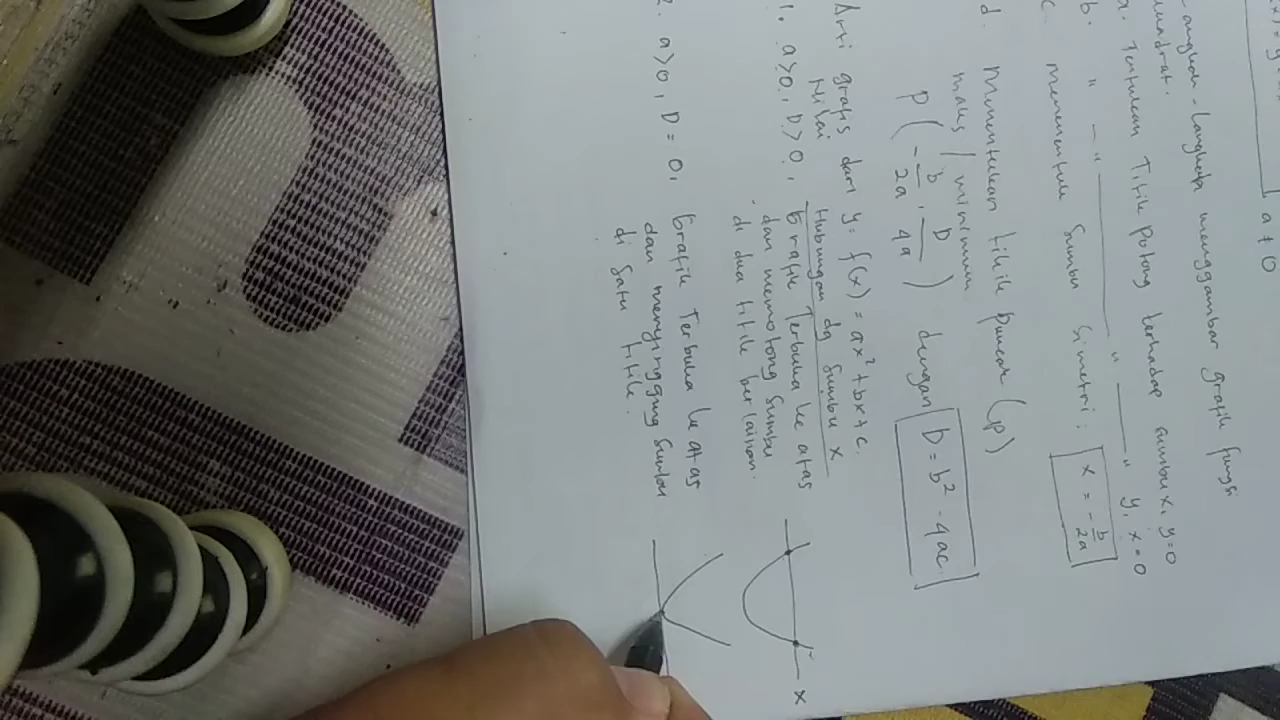 a ≠ 0
-langkah menggambar grafik fungsi
kuadrat.
a. Tentukan Titik potong terhadap sumbu x, y=0
b. " — " ——— " — " y, x = 0
c. Menentuk sumbu simetri : x = - b/2a
d. Menentukan titik puncak (P)
maks / minimum
P ( - b/2a , D/4a ) dengan D = b² - 4ac
Arti grafis dari y = f(x) = ax² + bx + c.
Nilai Hubungan dg sumbu x
1. a > 0, D > 0, Grafik Terbuka ke atas
dan memotong sumbu
di dua titik berlainan.
x
2. a > 0, D = 0, Grafik Terbuka ke atas
dan menyinggung sumbu
di satu titik.